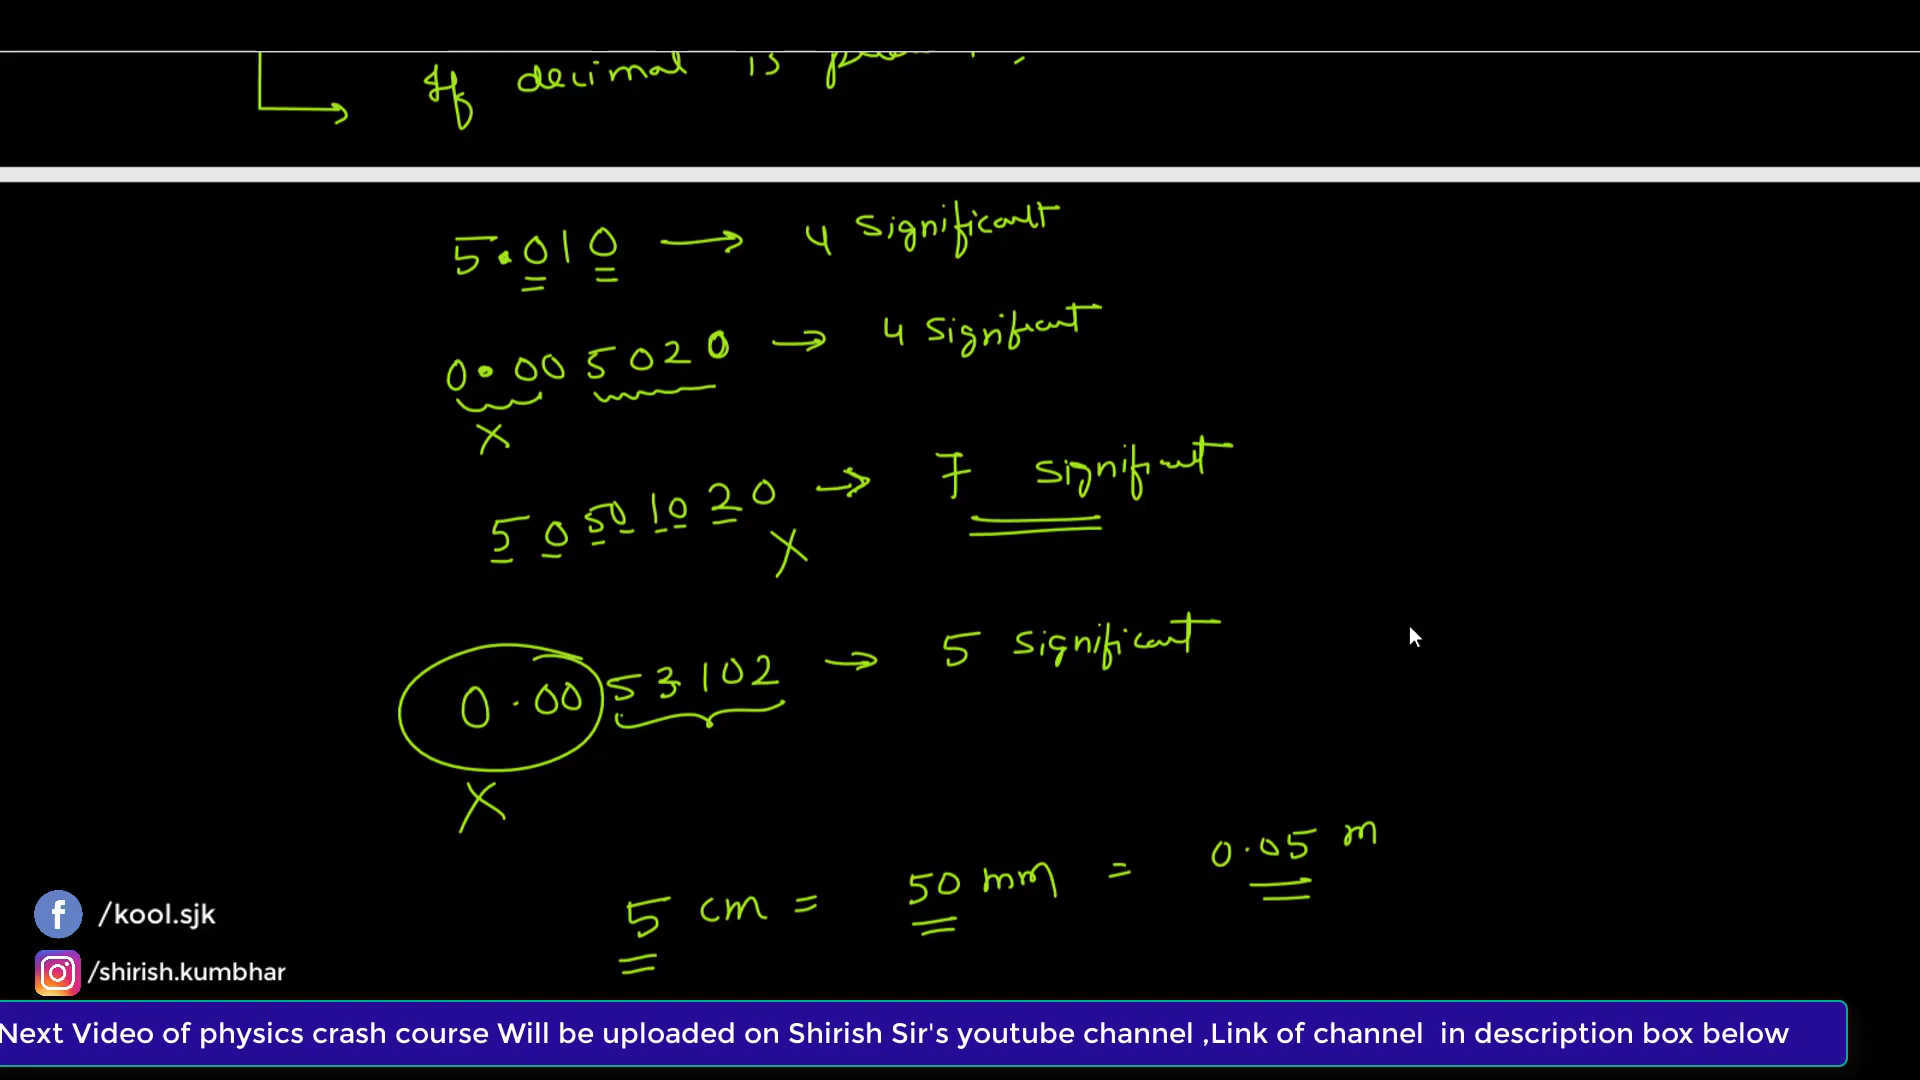 If decimal is
5.010 → 4 significant
0.005020 → 4 significant
X
50501020 → 7 significant
X
0.0053102 → 5 significant
X
5 cm = 50 mm = 0.05 m
/kool.sjk
/shirish.kumbhar
Next Video of physics crash course Will be uploaded on Shirish Sir's youtube channel ,Link of channel in description box below